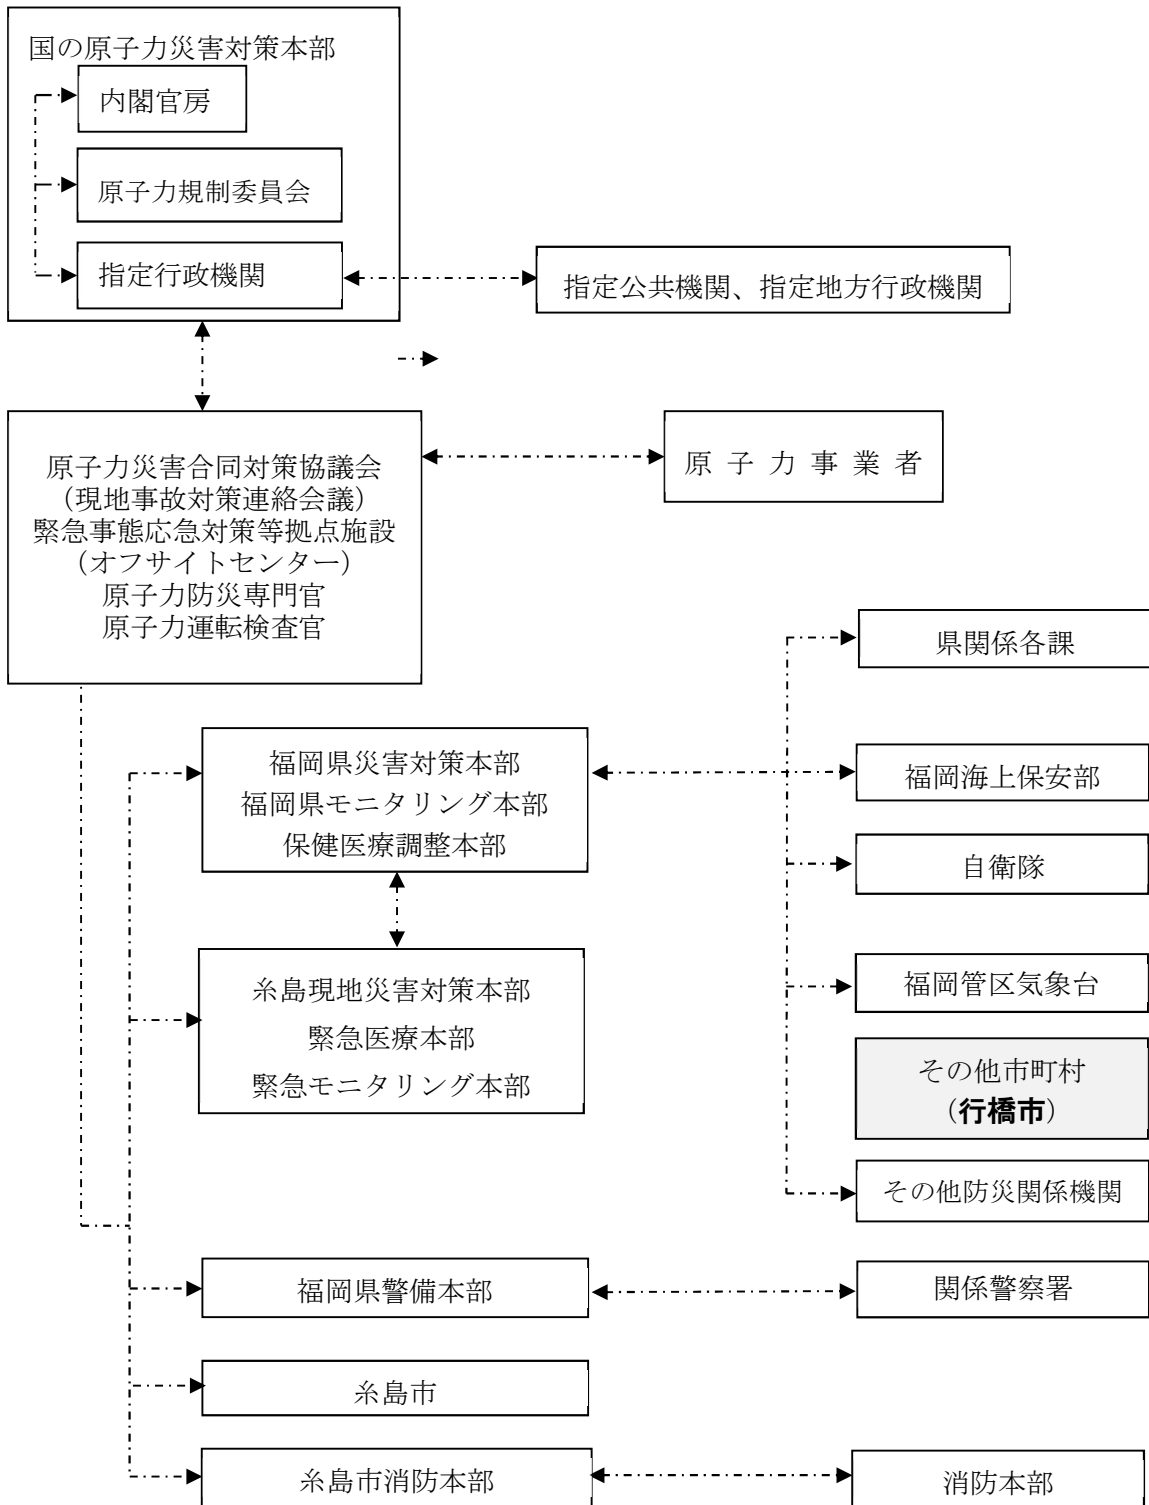 国の原子力災害対策本部
内閣官房
原子力規制委員会
指定行政機関
指定公共機関、指定地方行政機関
原子力災害合同対策協議会
（現地事故対策連絡会議）
緊急事態応急対策等拠点施設
（オフサイトセンター）
原子力防災専門官
原子力運転検査官
原子力事業者
県関係各課
福岡県災害対策本部
福岡県モニタリング本部
保健医療調整本部
福岡海上保安部
自衛隊
糸島現地災害対策本部
緊急医療本部
緊急モニタリング本部
福岡管区気象台
その他市町村
（行橋市）
その他防災関係機関
福岡県警備本部
関係警察署
糸島市
糸島市消防本部
消防本部